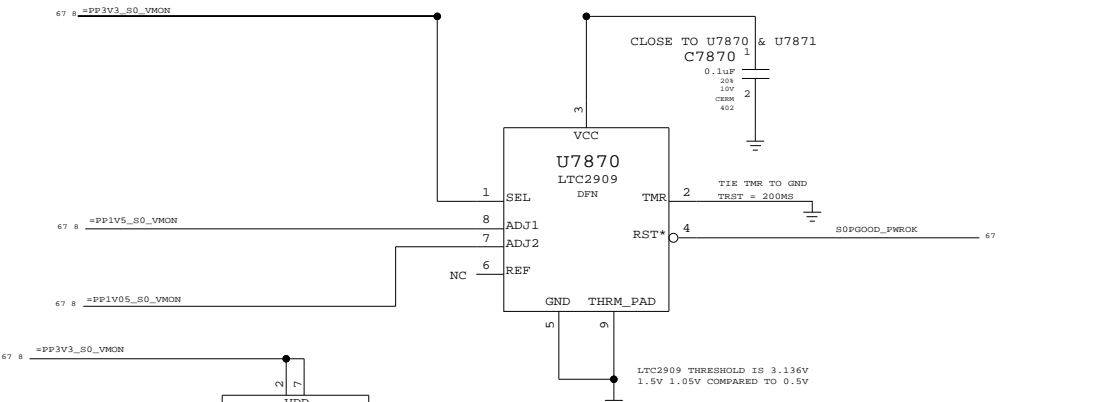 67 8 =PP3V3_S0_VMON
CLOSE TO U7870 & U7871
C7870 1
0.1uF
20%
10V
CERM
402
2
3
VCC
U7870
LTC2909
DFN
1 SEL
TMR 2
TIE TMR TO GND
TRST = 200MS
67 8 =PP1V5_S0_VMON
8 ADJ1
7 ADJ2
RST* 4
S0PGOOD_PWROK 67
NC 6 REF
67 8 =PP1V05_S0_VMON
GND THRM_PAD
5 9
67 8 =PP3V3_S0_VMON
2 7
VDD
LTC2909 THRESHOLD IS 3.136V
1.5V 1.05V COMPARED TO 0.5V